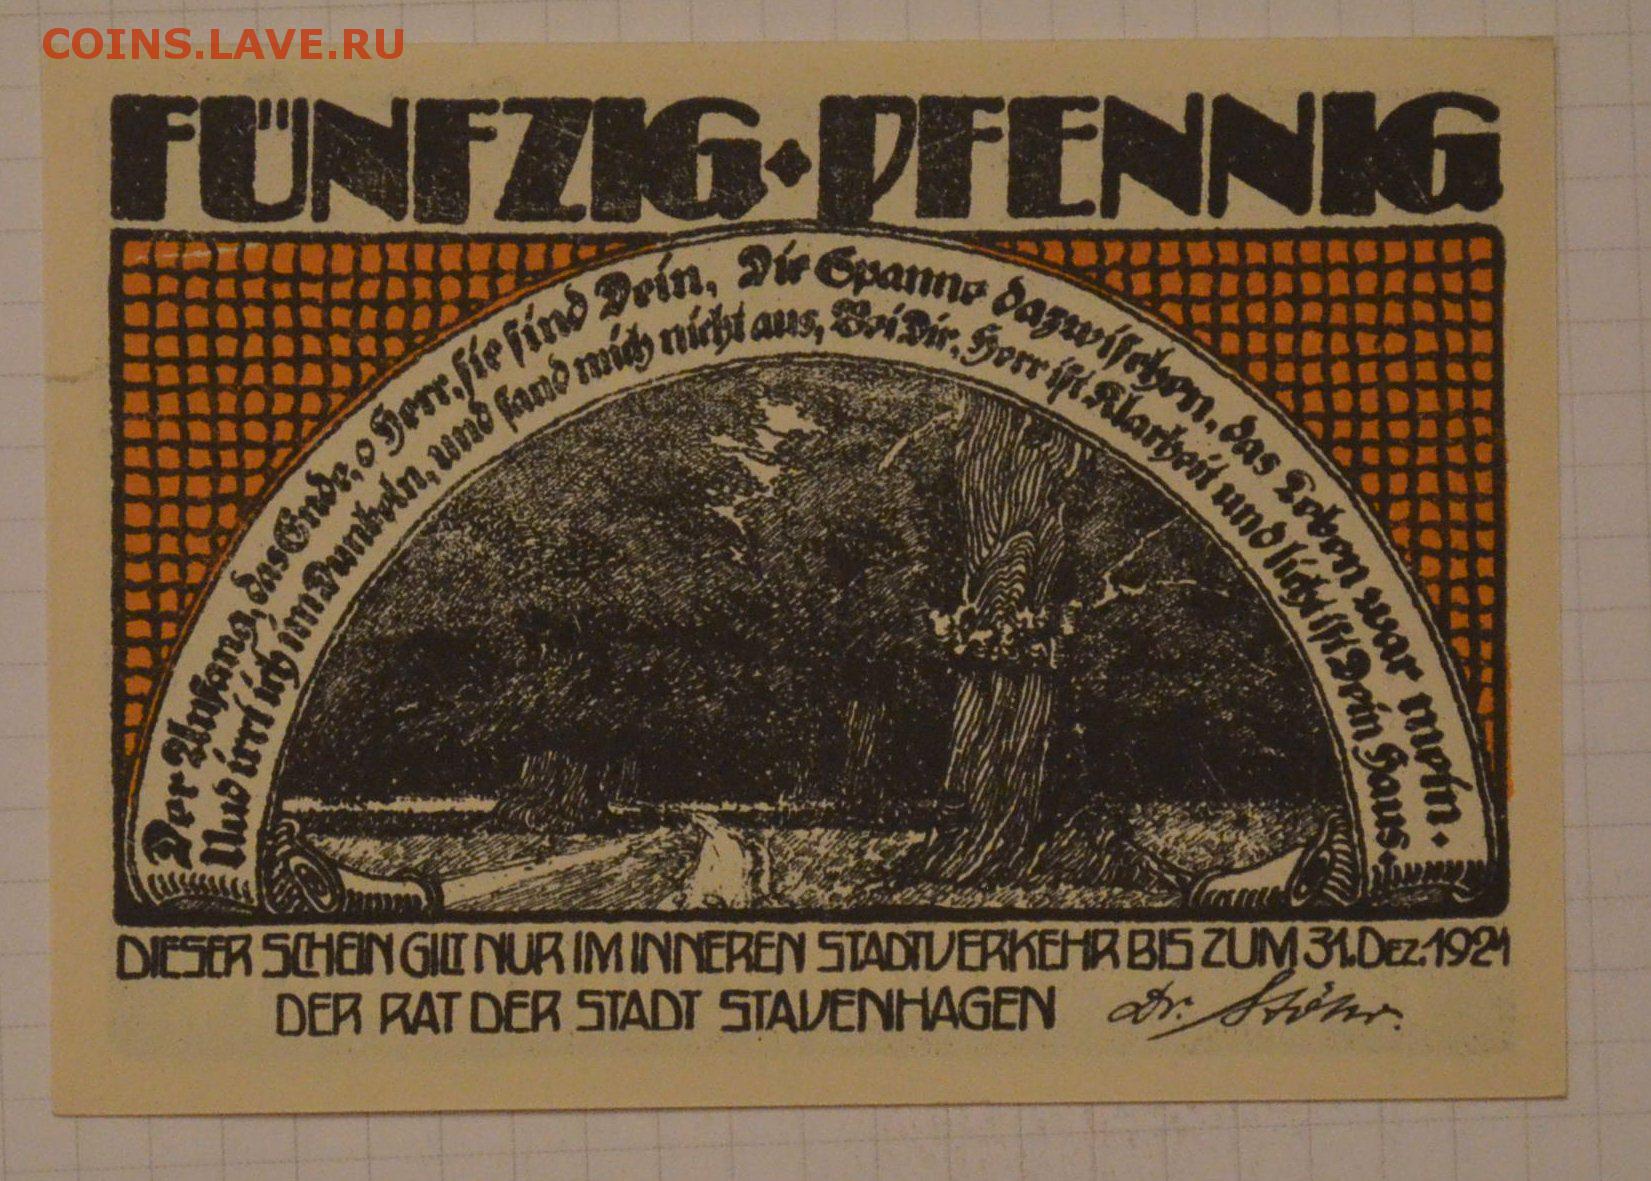 COINS.LAVE.RU
FÜNFZIG · PFENNIG
Der Anfang, das Ende, o Herr, sie sind Dein, Die Spanne dazwischen, das Leben war mein.
Und irrt ich im Dunkeln, und fand mich nicht aus, Bei Dir, Herr ist Klarheit und licht ist Dein Haus.
DIESER SCHEIN GILT NUR IM INNEREN STADTVERKEHR BIS ZUM 31. DEZ. 1921
DER RAT DER STADT STAVENHAGEN Dr. Stöhr.